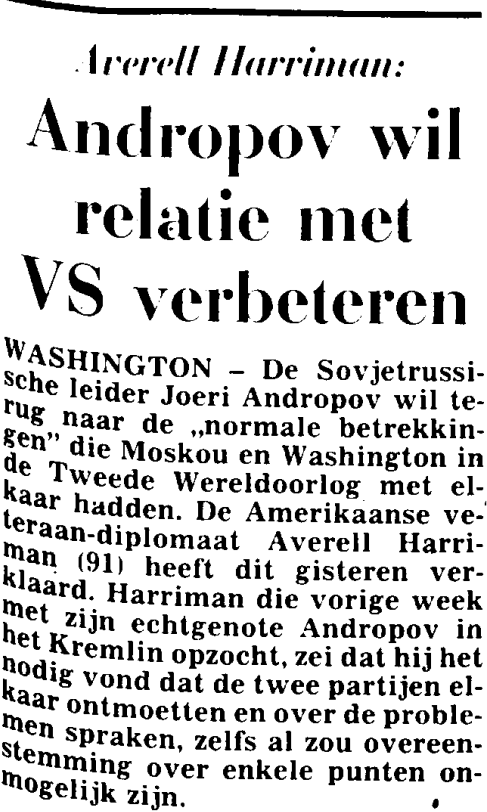 Averell Harriman:
Andropov wil
relatie met
VS verbeteren
WASHINGTON – De Sovjetrussi-
sche leider Joeri Andropov wil te-
rug naar de „normale betrekkin-
gen” die Moskou en Washington in
de Tweede Wereldoorlog met el-
kaar hadden. De Amerikaanse ve-
teraan-diplomaat Averell Harri-
man (91) heeft dit gisteren ver-
klaard. Harriman die vorige week
met zijn echtgenote Andropov in
het Kremlin opzocht, zei dat hij het
nodig vond dat de twee partijen el-
kaar ontmoetten en over de proble-
men spraken, zelfs al zou overeen-
stemming over enkele punten on-
mogelijk zijn.